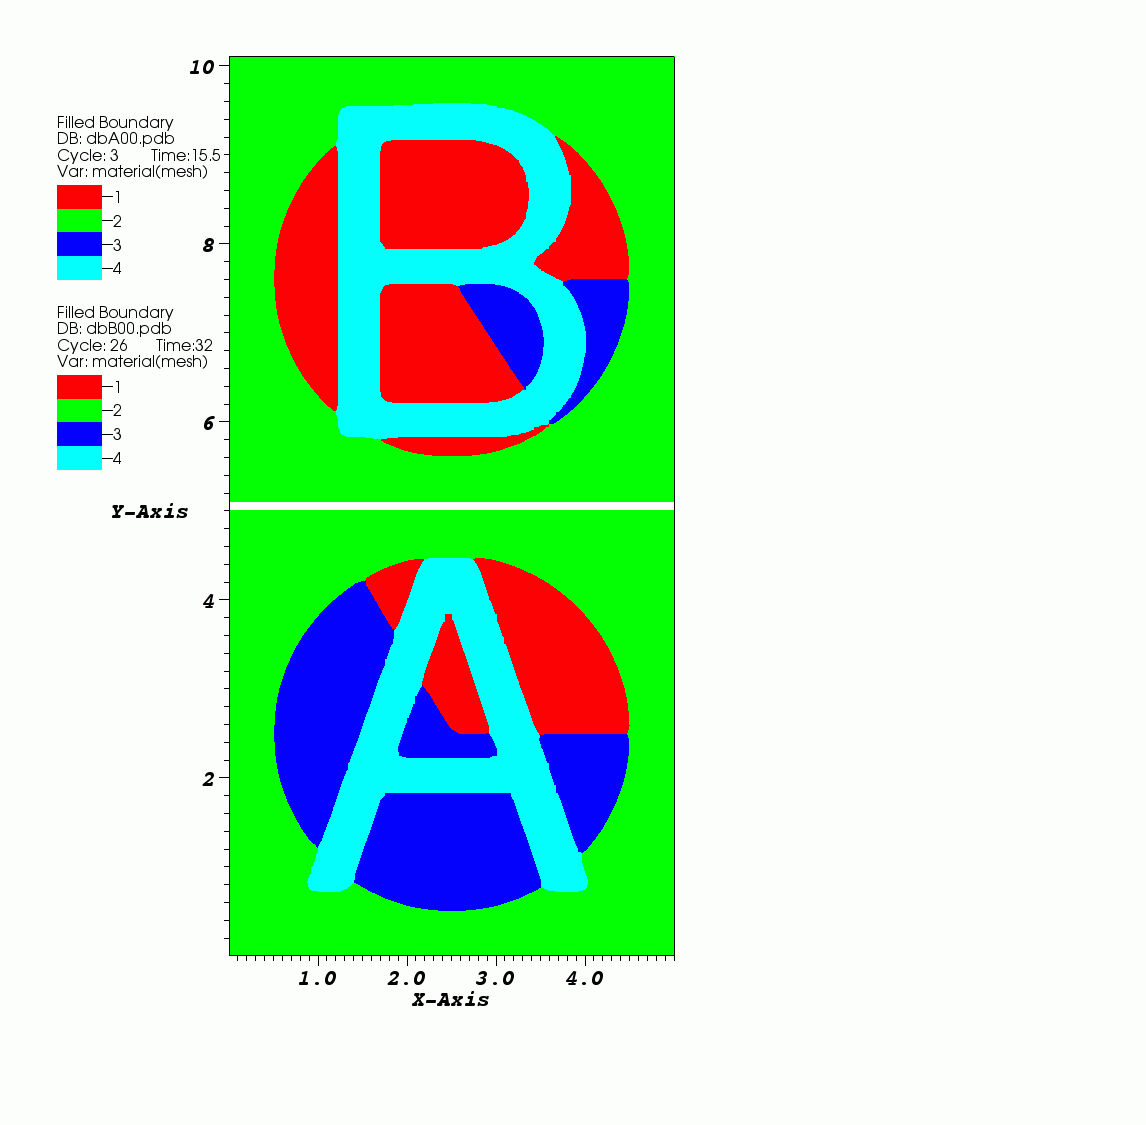 Filled Boundary
DB: dbA00.pdb
Cycle: 3 Time:15.5
Var: material(mesh)
1
2
3
4
Filled Boundary
DB: dbB00.pdb
Cycle: 26 Time:32
Var: material(mesh)
1
2
3
4
10
8
6
Y-Axis
4
2
B
A
1.0 2.0 3.0 4.0
X-Axis